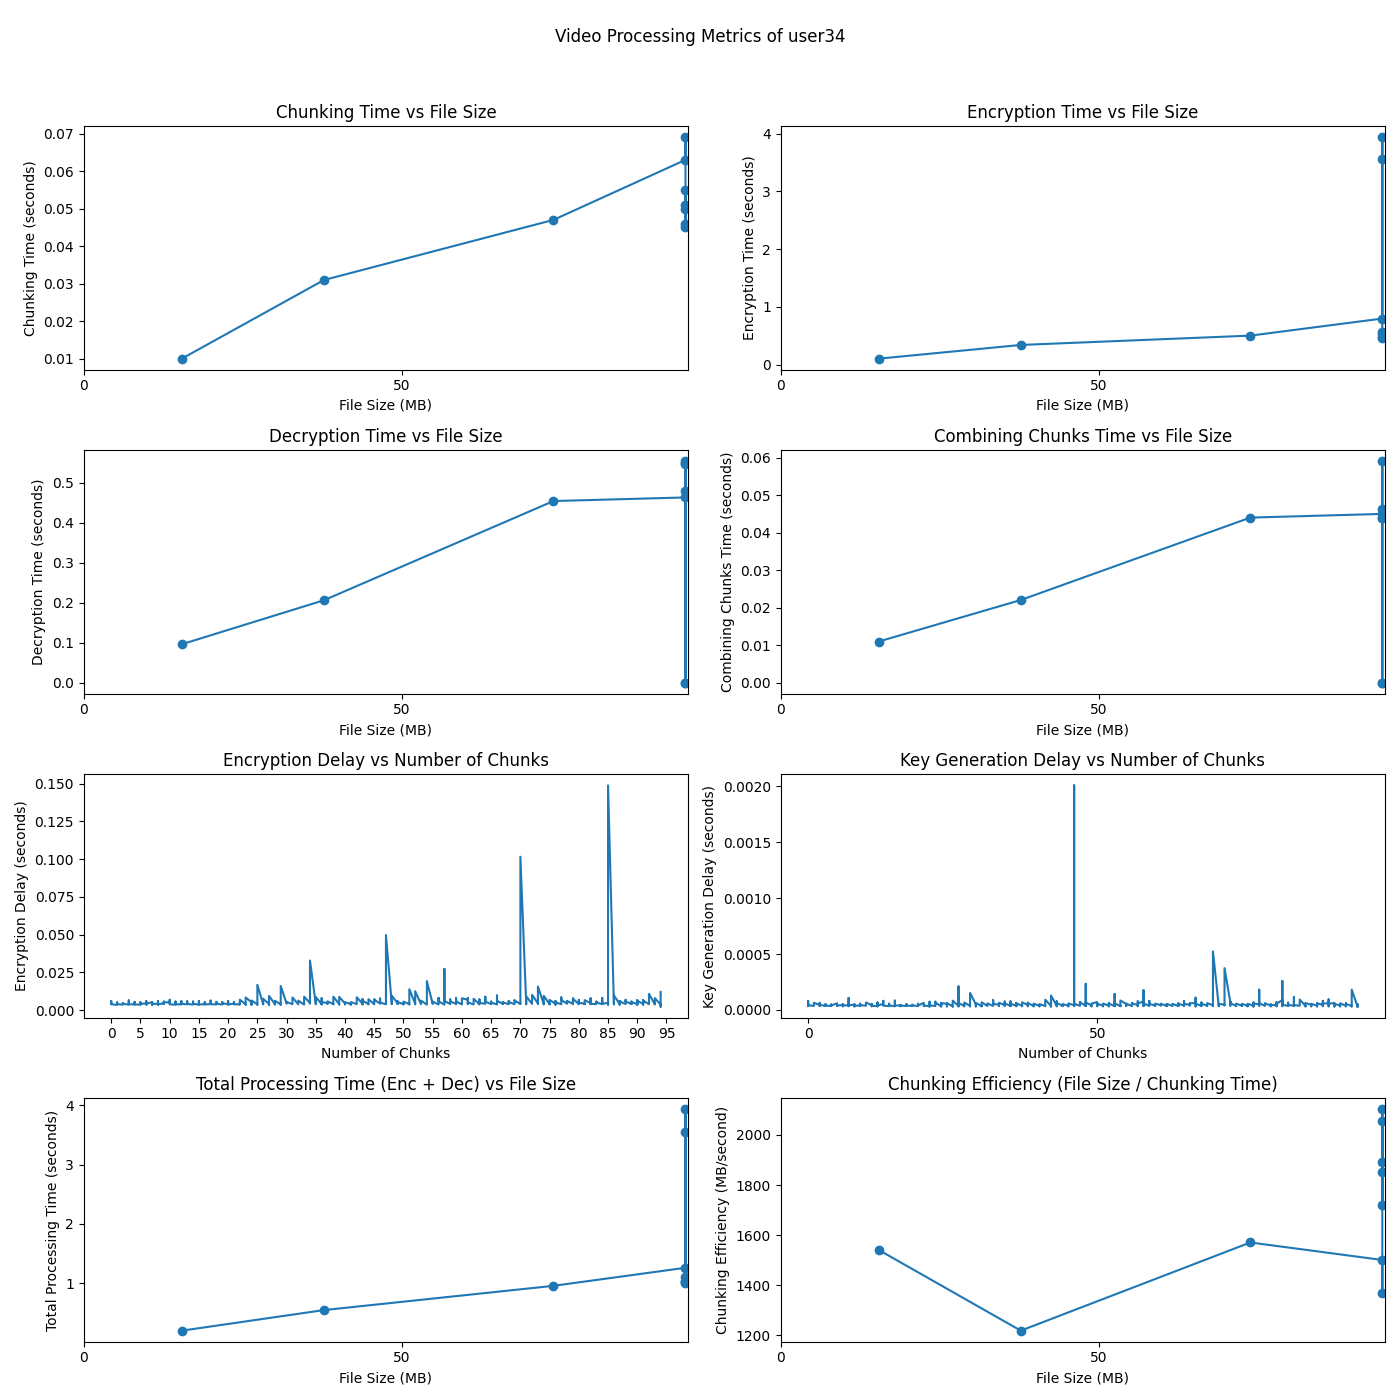 Video Processing Metrics of user34
Chunking Time vs File Size
Chunking Time (seconds)
0.07
0.06
0.05
0.04
0.03
0.02
0.01
0 50
File Size (MB)
Encryption Time vs File Size
Encryption Time (seconds)
4
3
2
1
0
0 50
File Size (MB)
Decryption Time vs File Size
Decryption Time (seconds)
0.5
0.4
0.3
0.2
0.1
0.0
0 50
File Size (MB)
Combining Chunks Time vs File Size
Combining Chunks Time (seconds)
0.06
0.05
0.04
0.03
0.02
0.01
0.00
0 50
File Size (MB)
Encryption Delay vs Number of Chunks
Encryption Delay (seconds)
0.150
0.125
0.100
0.075
0.050
0.025
0.000
0 5 10 15 20 25 30 35 40 45 50 55 60 65 70 75 80 85 90 95
Number of Chunks
Key Generation Delay vs Number of Chunks
Key Generation Delay (seconds)
0.0020
0.0015
0.0010
0.0005
0.0000
0 50
Number of Chunks
Total Processing Time (Enc + Dec) vs File Size
Total Processing Time (seconds)
4
3
2
1
0 50
File Size (MB)
Chunking Efficiency (File Size / Chunking Time)
Chunking Efficiency (MB/second)
2000
1800
1600
1400
1200
0 50
File Size (MB)